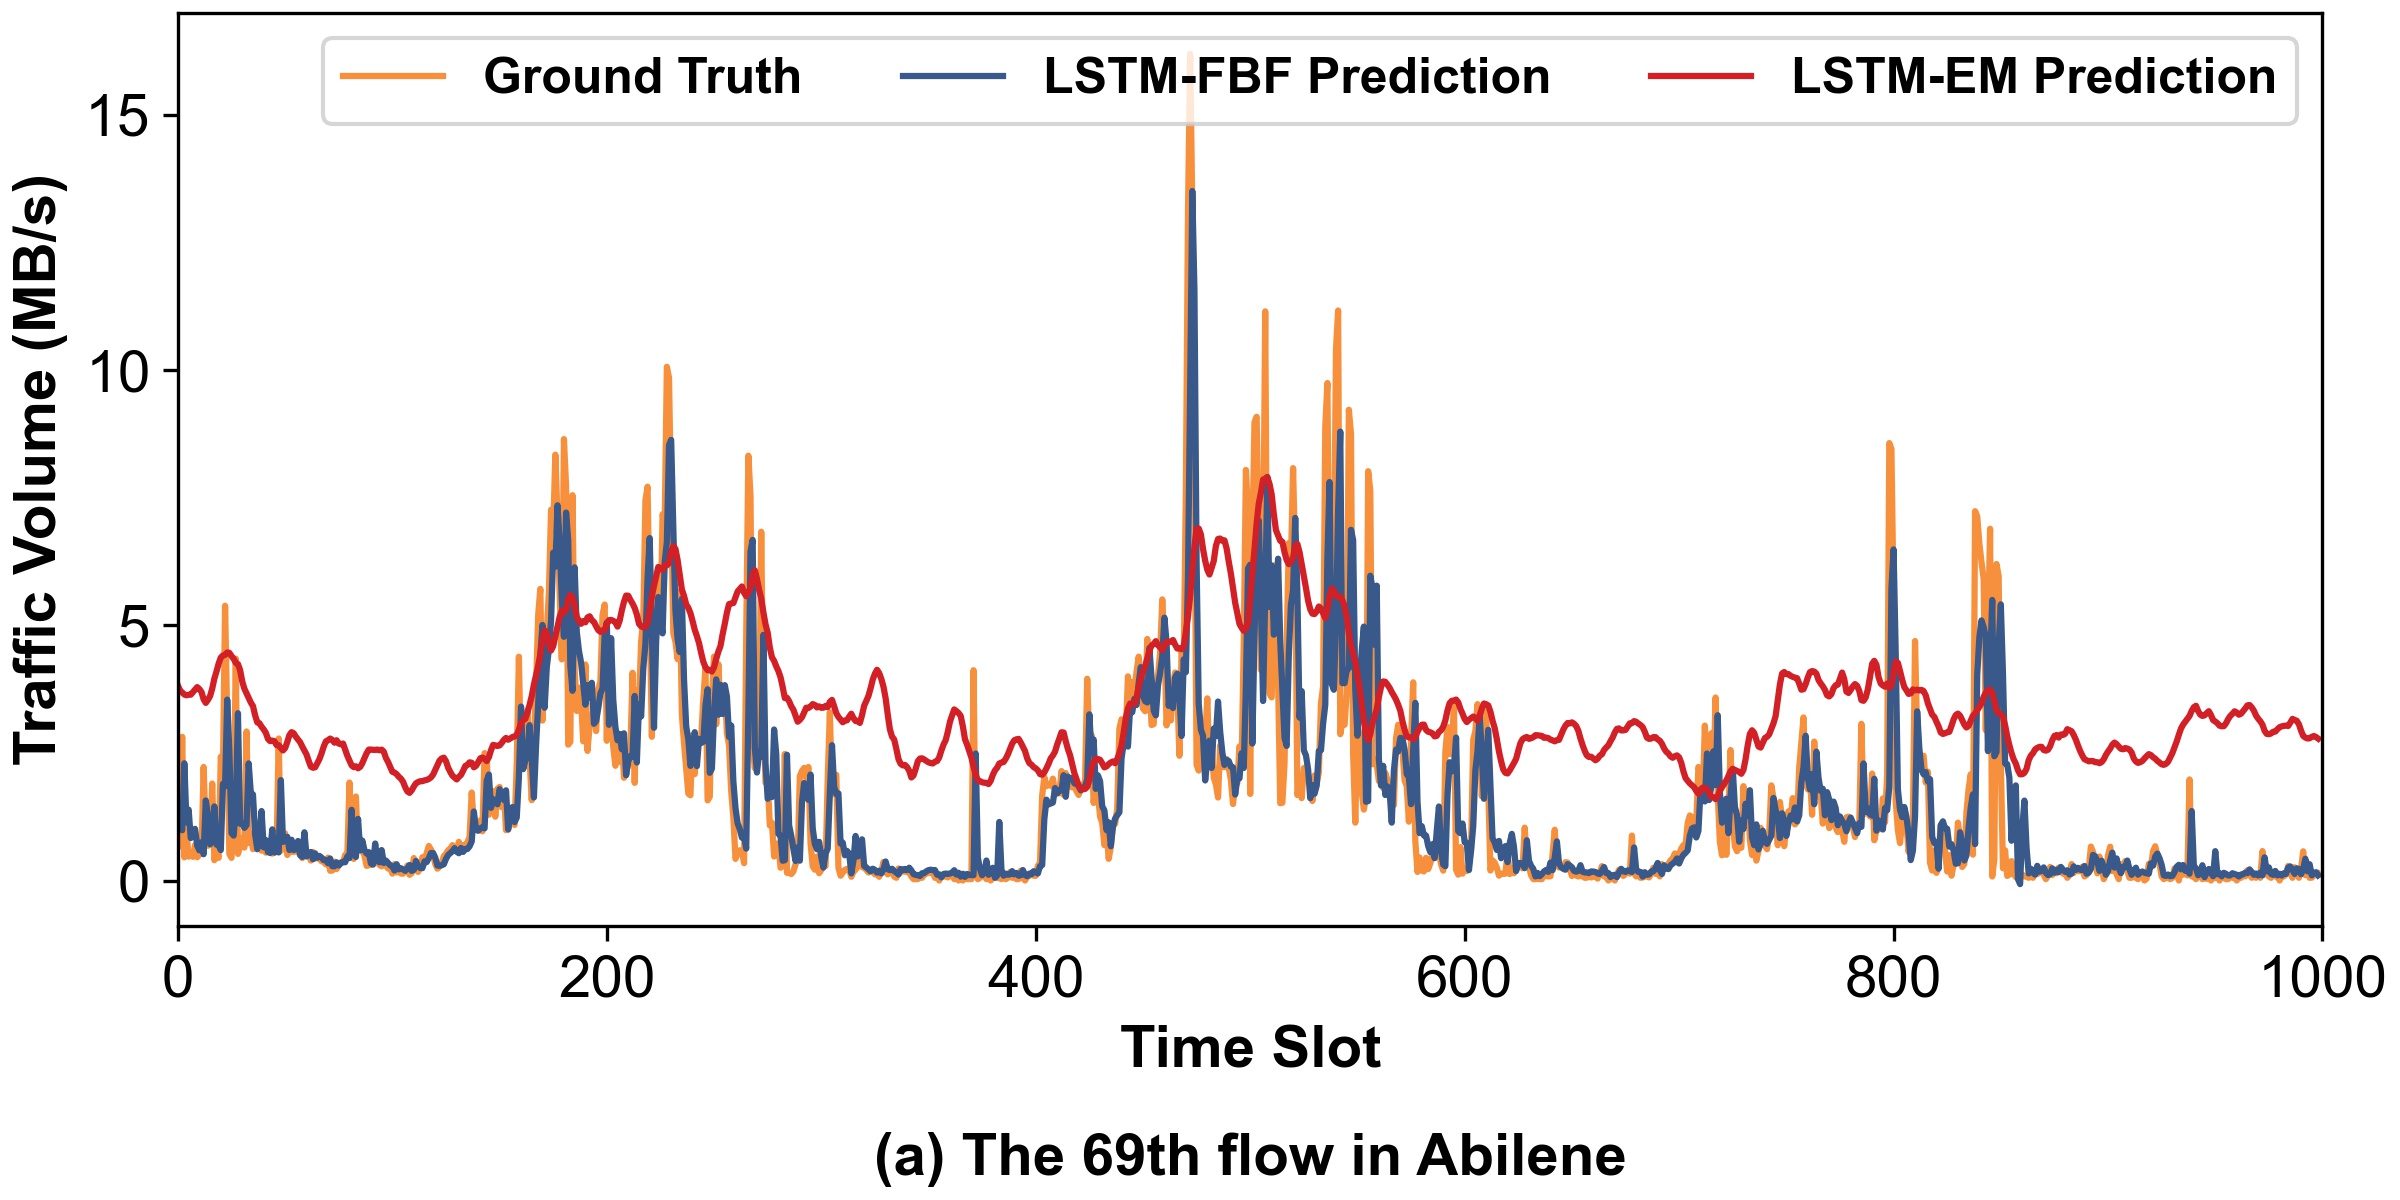 Ground Truth LSTM-FBF Prediction LSTM-EM Prediction
Traffic Volume (MB/s)
15
10
5
0
0 200 400 600 800 1000
Time Slot
(a) The 69th flow in Abilene